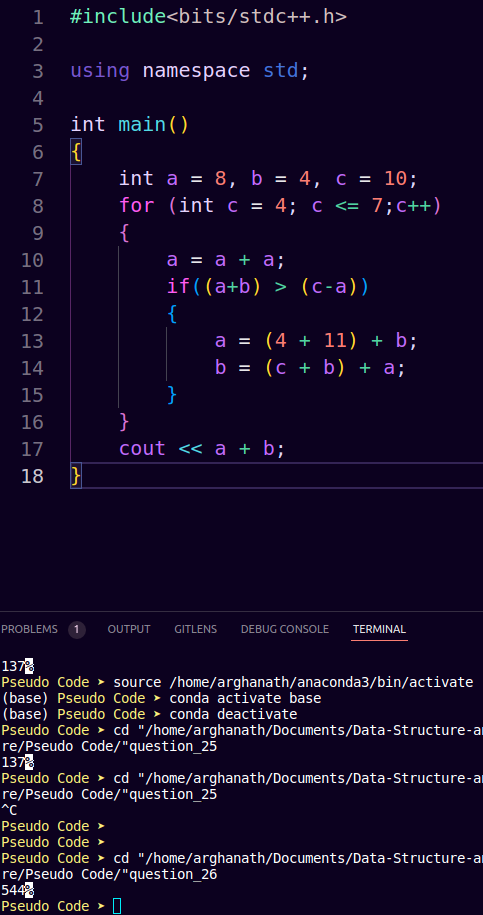 1 #include<bits/stdc++.h>
2
3 using namespace std;
4
5 int main()
6 {
7 int a = 8, b = 4, c = 10;
8 for (int c = 4; c <= 7;c++)
9 {
10 a = a + a;
11 if((a+b) > (c-a))
12 {
13 a = (4 + 11) + b;
14 b = (c + b) + a;
15 }
16 }
17 cout << a + b;
18 }
PROBLEMS 1 OUTPUT GITLENS DEBUG CONSOLE TERMINAL
137%
Pseudo Code ➤ source /home/arghanath/anaconda3/bin/activate
(base) Pseudo Code ➤ conda activate base
(base) Pseudo Code ➤ conda deactivate
Pseudo Code ➤ cd "/home/arghanath/Documents/Data-Structure-an
re/Pseudo Code/"question_25
137%
Pseudo Code ➤ cd "/home/arghanath/Documents/Data-Structure-an
re/Pseudo Code/"question_25
^C
Pseudo Code ➤
Pseudo Code ➤
Pseudo Code ➤ cd "/home/arghanath/Documents/Data-Structure-an
re/Pseudo Code/"question_26
544%
Pseudo Code ➤